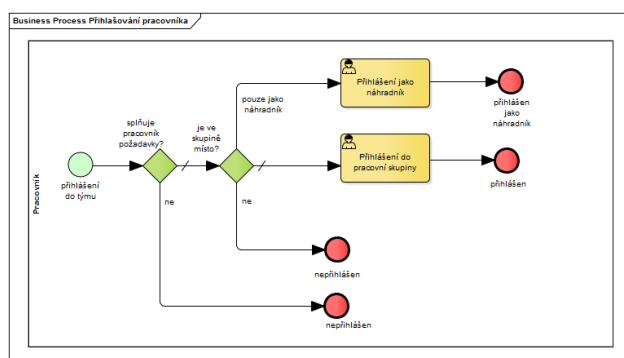 Business Process Přihlašování pracovníka
Pracovník
přihlášení
do týmu
splňuje
pracovník
požadavky?
ne
je ve
skupině
místo?
pouze jako
náhradník
ne
Přihlášení jako
náhradník
přihlášen
jako
náhradník
Přihlášení do
pracovní skupiny
přihlášen
nepřihlášen
nepřihlášen